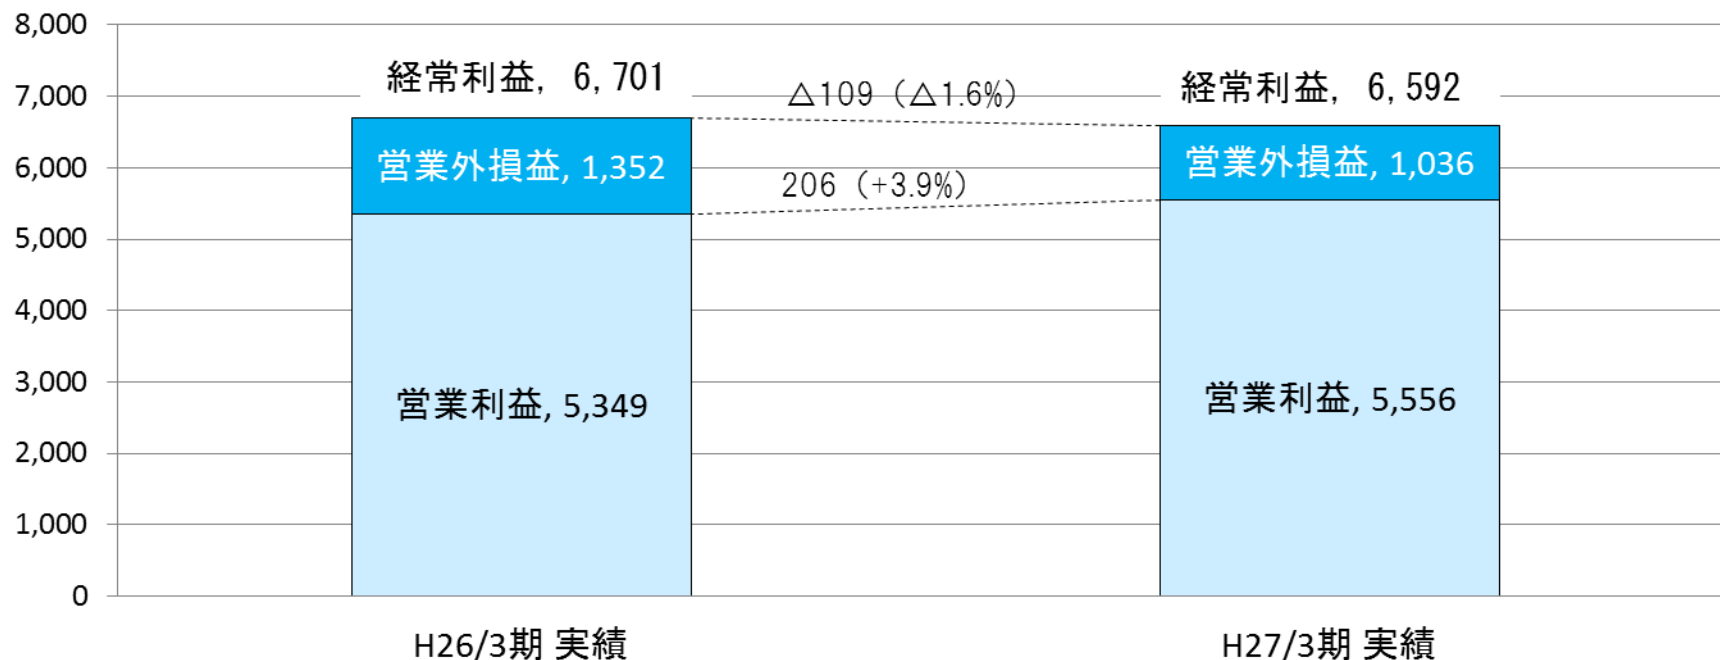 8,000
7,000
6,000
5,000
4,000
3,000
2,000
1,000
0
経常利益, 6,701
営業外損益, 1,352
営業利益, 5,349
△109 (△1.6%)
206 (+3.9%)
経常利益, 6,592
営業外損益, 1,036
営業利益, 5,556
H26/3期 実績
H27/3期 実績